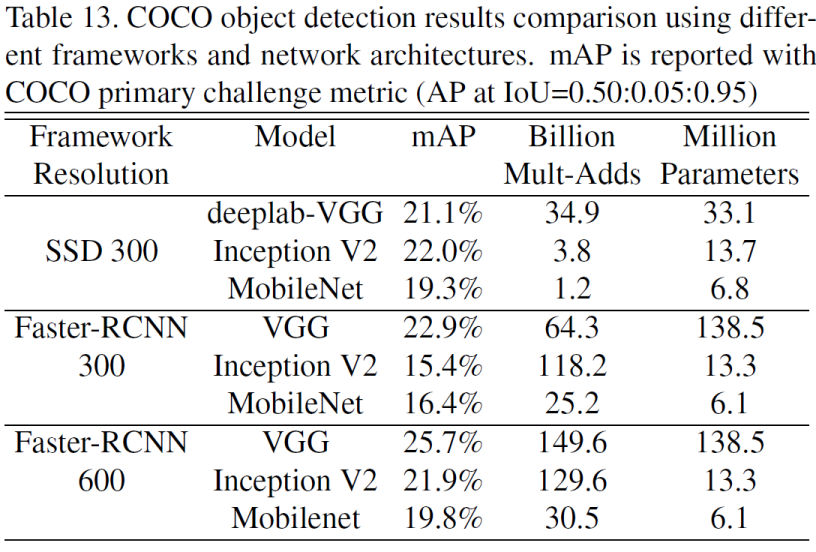 Table 13. COCO object detection results comparison using differ-
ent frameworks and network architectures. mAP is reported with
COCO primary challenge metric (AP at IoU=0.50:0.05:0.95)
Framework Model mAP Billion Million
Resolution Mult-Adds Parameters
deeplab-VGG 21.1% 34.9 33.1
SSD 300 Inception V2 22.0% 3.8 13.7
MobileNet 19.3% 1.2 6.8
Faster-RCNN VGG 22.9% 64.3 138.5
300 Inception V2 15.4% 118.2 13.3
MobileNet 16.4% 25.2 6.1
Faster-RCNN VGG 25.7% 149.6 138.5
600 Inception V2 21.9% 129.6 13.3
Mobilenet 19.8% 30.5 6.1